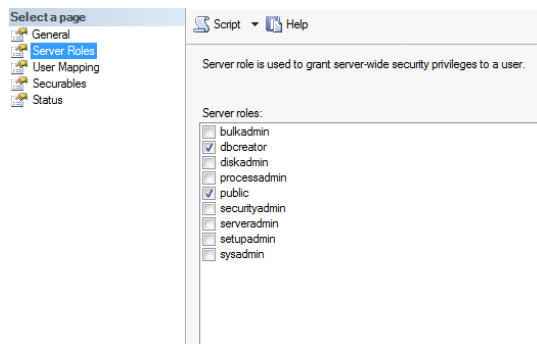 Select a page
General
Server Roles
User Mapping
Securables
Status
Script Help
Server role is used to grant server-wide security privileges to a user.
Server roles:
bulkadmin
dbcreator
diskadmin
processadmin
public
securityadmin
serveradmin
setupadmin
sysadmin